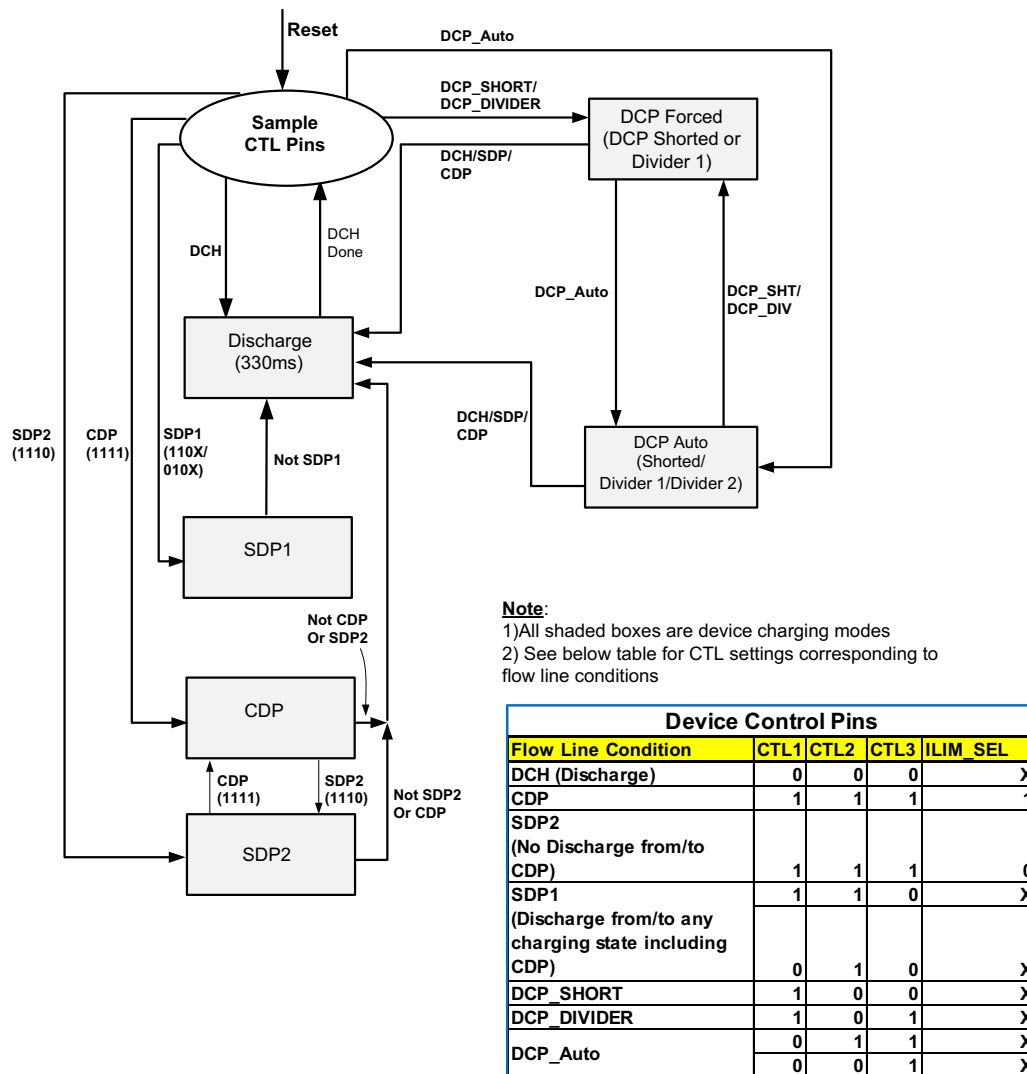 Reset
DCP_Auto
DCP_SHORT/
DCP_DIVIDER
Sample
CTL Pins
DCP Forced
(DCP Shorted or
Divider 1)
DCH/SDP/
CDP
DCH
DCH
Done
DCP_Auto
DCP_SHT/
DCP_DIV
Discharge
(330ms)
SDP2
(1110)
CDP
(1111)
SDP1
(110X/
010X)
Not SDP1
DCH/SDP/
CDP
DCP Auto
(Shorted/
Divider 1/Divider 2)
SDP1
Not CDP
Or SDP2
CDP
CDP
(1111)
SDP2
(1110)
Not SDP2
Or CDP
SDP2
Note:
1)All shaded boxes are device charging modes
2) See below table for CTL settings corresponding to
flow line conditions
Device Control Pins
Flow Line Condition CTL1 CTL2 CTL3 ILIM_SEL
DCH (Discharge) 0 0 0 X
CDP 1 1 1 1
SDP2
(No Discharge from/to
CDP) 1 1 1 0
SDP1 1 1 0 X
(Discharge from/to any
charging state including
CDP) 0 1 0 X
DCP_SHORT 1 0 0 X
DCP_DIVIDER 1 0 1 X
DCP_Auto 0 1 1 X
0 0 1 X